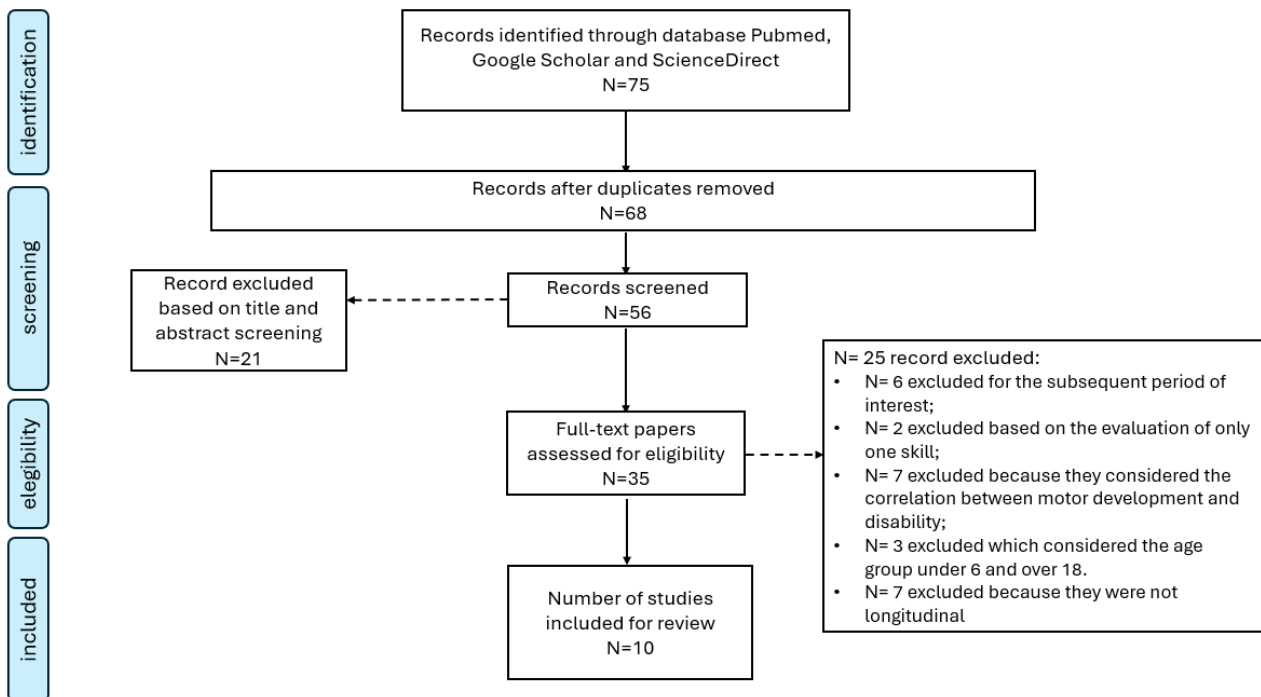 identification
Records identified through database Pubmed,
Google Scholar and ScienceDirect
N=75
Records after duplicates removed
N=68
screening
Record excluded
based on title and
abstract screening
N=21
Records screened
N=56
elegibility
Full-text papers
assessed for eligibility
N=35
N= 25 record excluded:
• N= 6 excluded for the subsequent period of
interest;
• N= 2 excluded based on the evaluation of only
one skill;
• N= 7 excluded because they considered the
correlation between motor development and
disability;
• N= 3 excluded which considered the age
group under 6 and over 18.
• N= 7 excluded because they were not
longitudinal
included
Number of studies
included for review
N=10